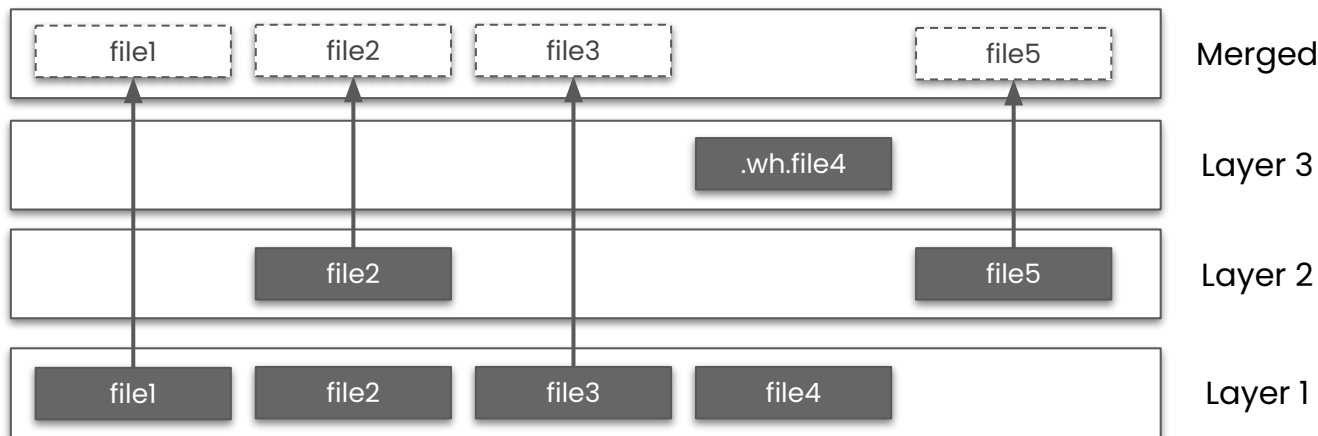 file1 file2 file3 file5 Merged
.wh.file4 Layer 3
file2 file5 Layer 2
file1 file2 file3 file4 Layer 1